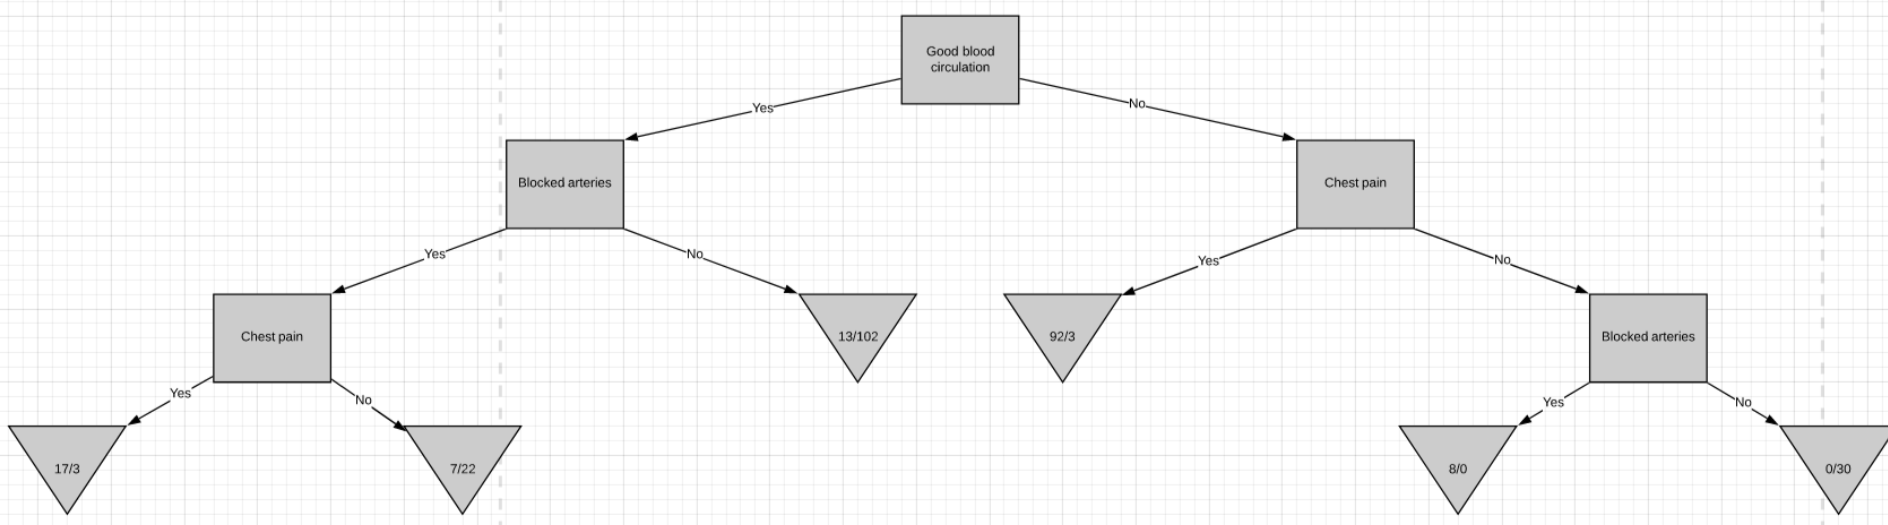 Good blood
circulation
Yes
No
Blocked arteries
Chest pain
Yes
No
Yes
No
Chest pain
13/102
92/3
Blocked arteries
Yes
No
Yes
No
17/3
7/22
8/0
0/30